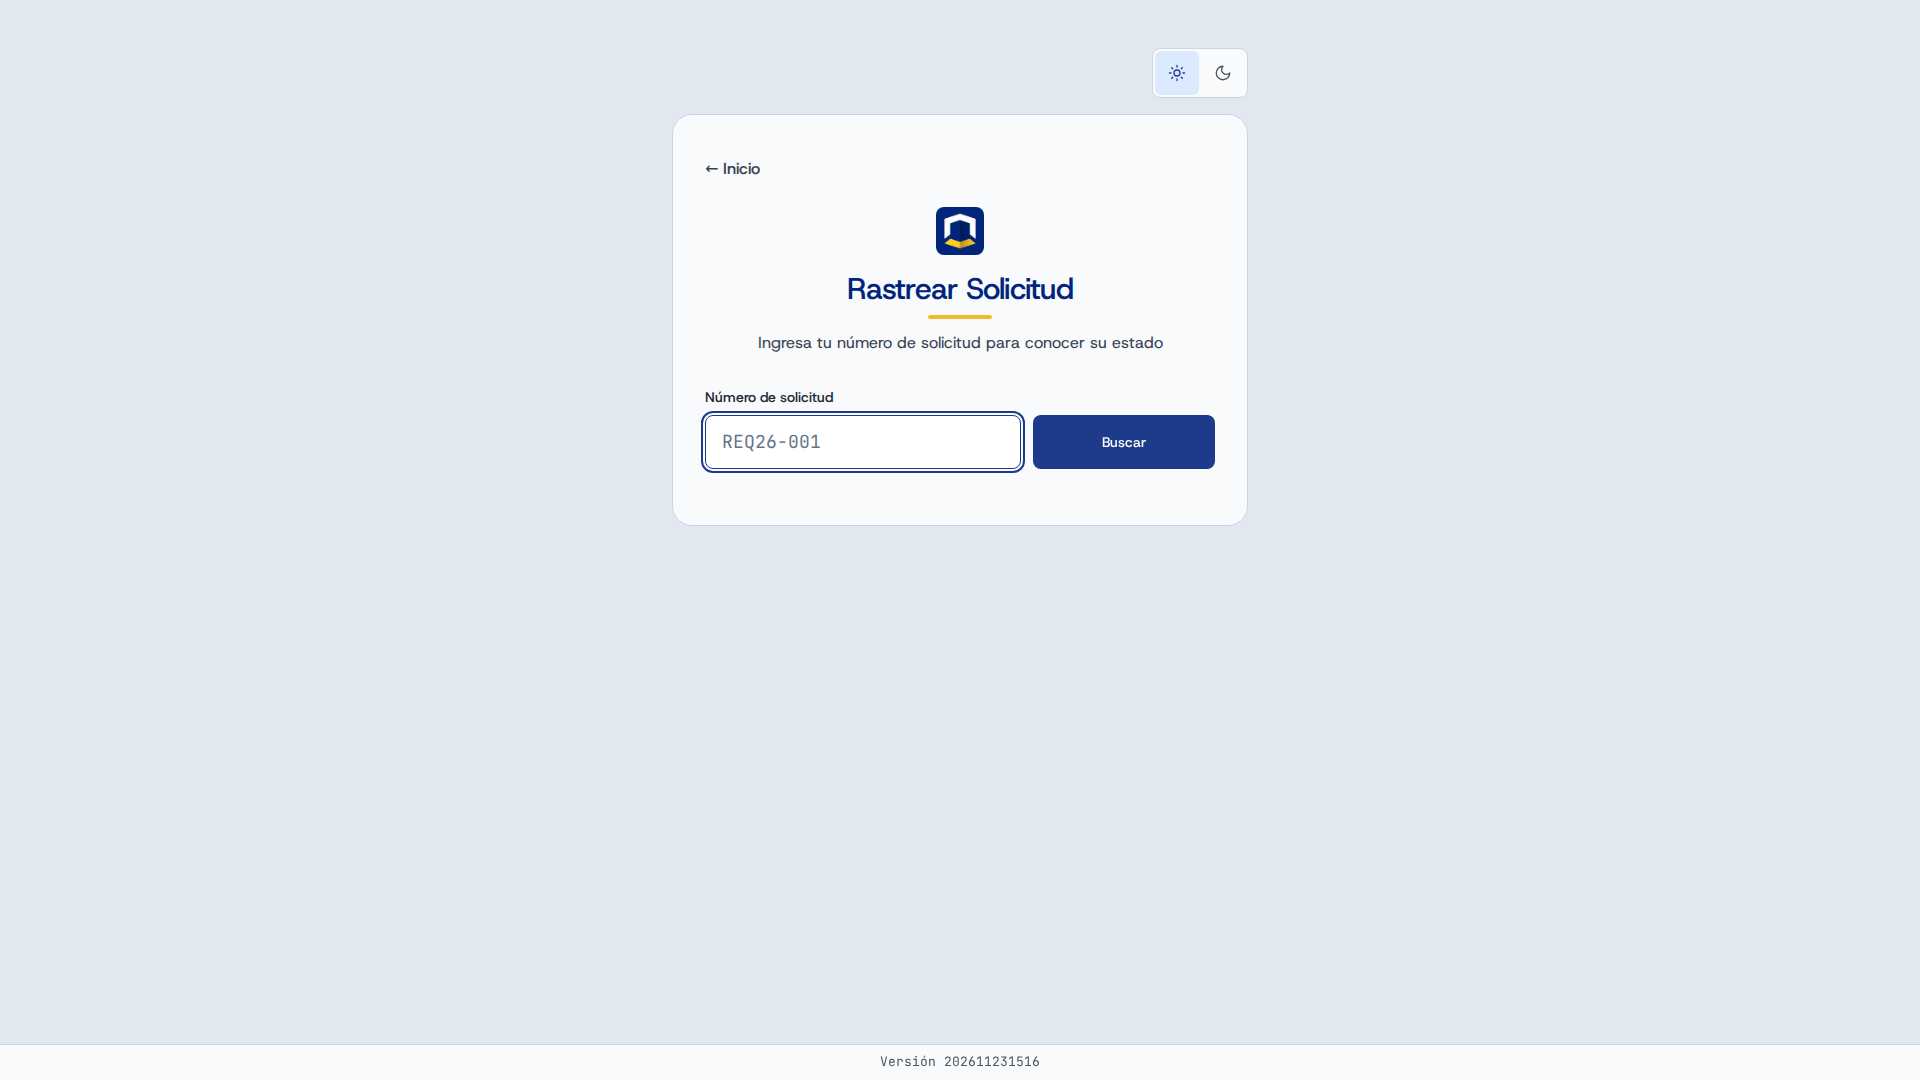 ← Inicio
Rastrear Solicitud
Ingresa tu número de solicitud para conocer su estado
Número de solicitud
REQ26-001
Buscar
Versión 202611231516